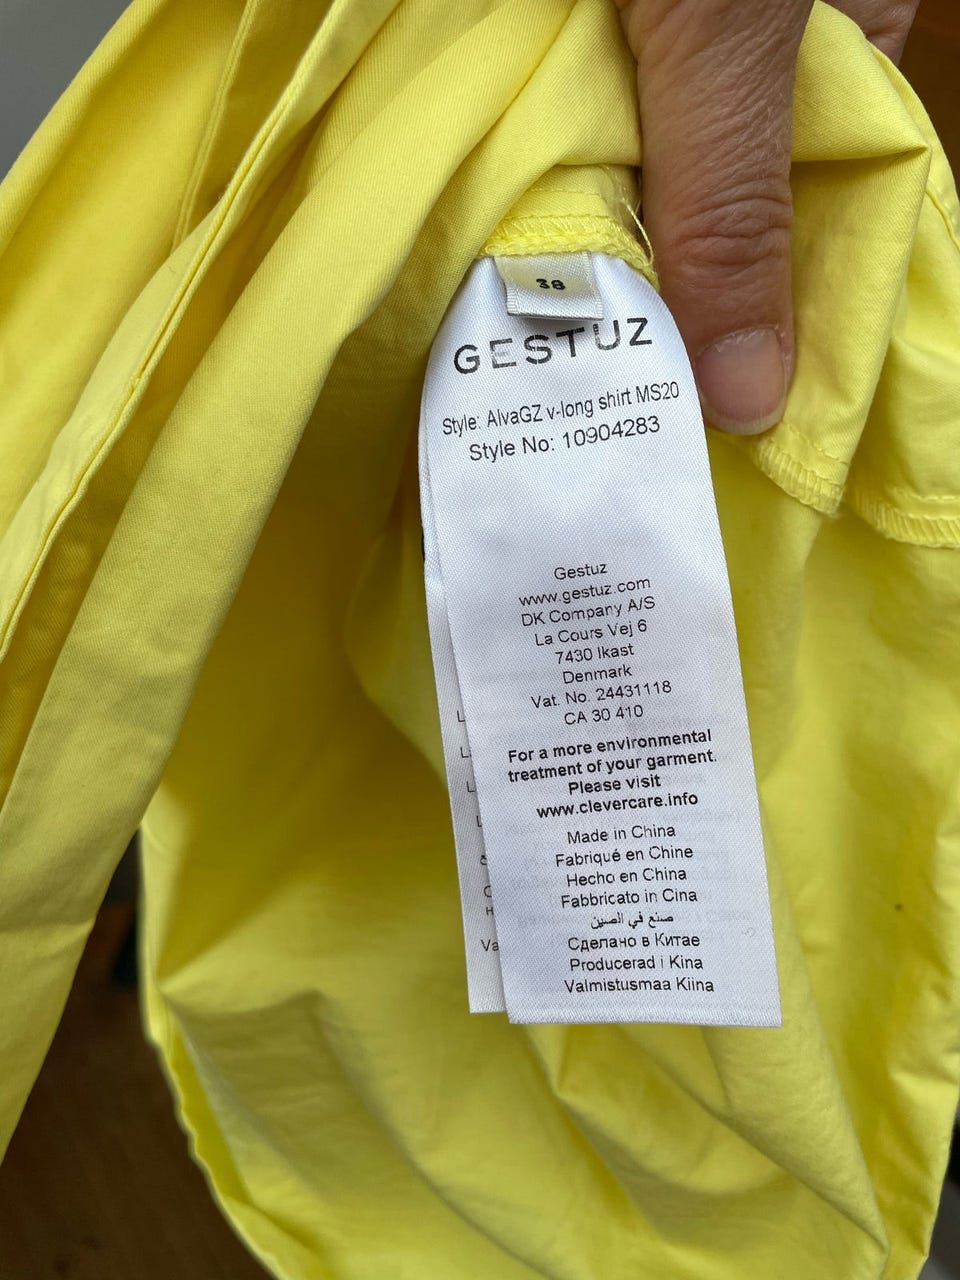 38
GESTUZ
Style: AlvaGZ v-long shirt MS20
Style No: 10904283
Gestuz
www.gestuz.com
DK Company A/S
La Cours Vej 6
7430 Ikast
Denmark
Vat. No. 24431118
CA 30 410
For a more environmental
treatment of your garment.
Please visit
www.clevercare.info
Made in China
Fabriqué en Chine
Hecho en China
Fabbricato in Cina
صنع في الصين
Сделано в Китае
Producerad i Kina
Valmistusmaa Kiina